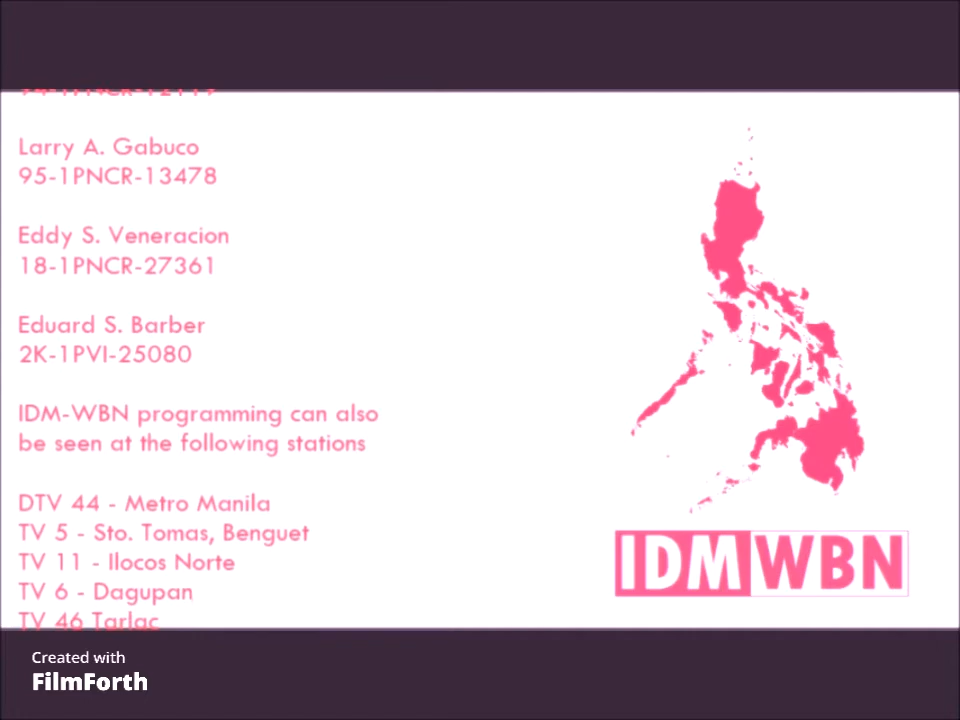 Larry A. Gabuco
95-1PNCR-13478
Eddy S. Veneracion
18-1PNCR-27361
Eduard S. Barber
2K-1PVI-25080
IDM-WBN programming can also
be seen at the following stations
DTV 44 - Metro Manila
TV 5 - Sto. Tomas, Benguet
TV 11 - Ilocos Norte
TV 6 - Dagupan
TV 46 Tarlac
IDMWBN
Created with
FilmForth